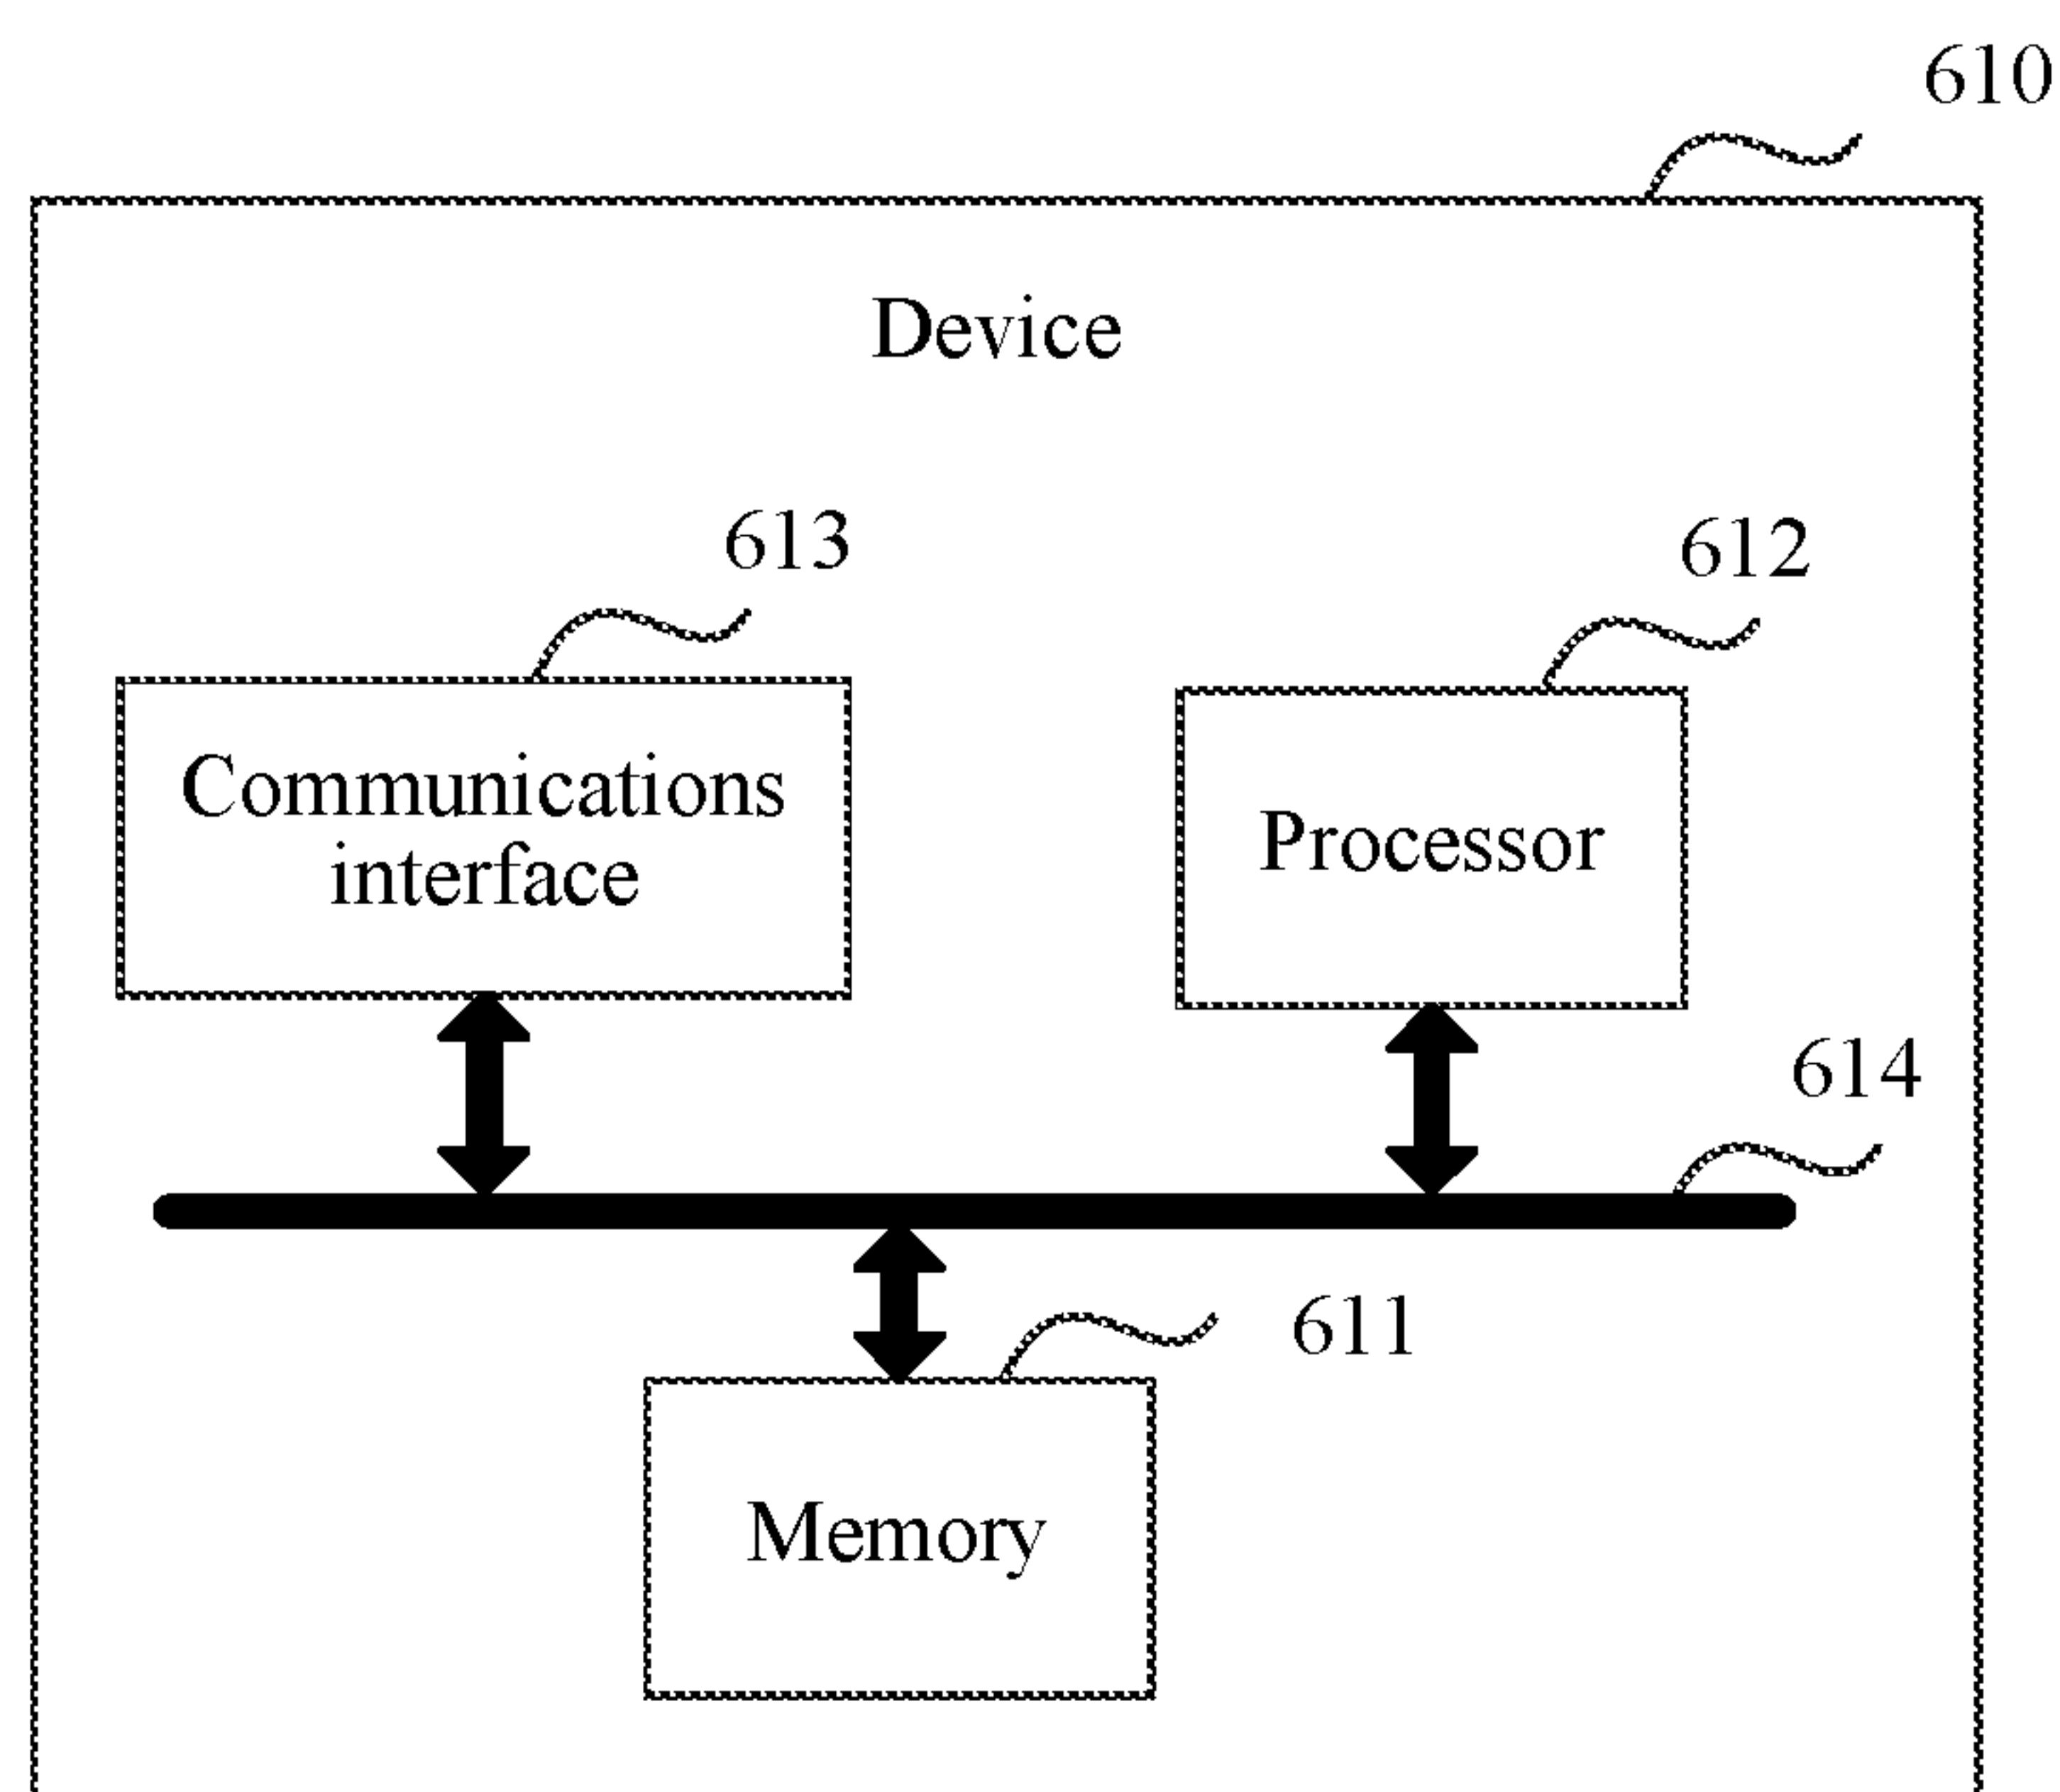 610
Device
613
612
Communications
interface
Processor
614
611
Memory